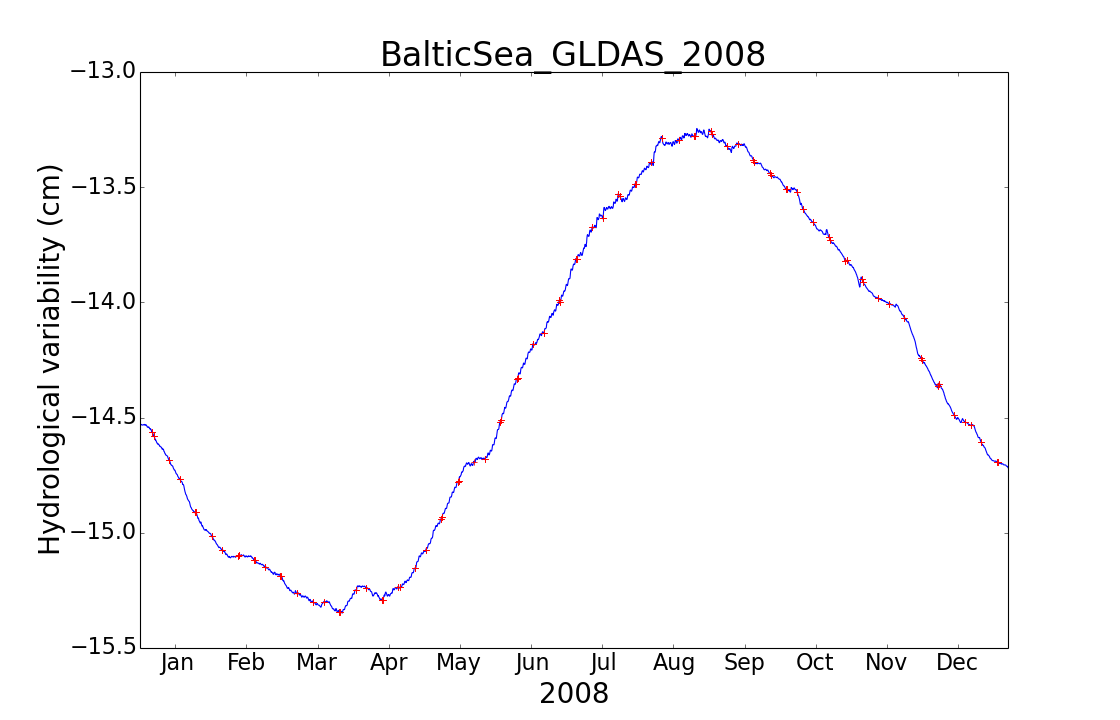 BalticSea_GLDAS_2008
Hydrological variability (cm)
−13.0
−13.5
−14.0
−14.5
−15.0
−15.5
Jan Feb Mar Apr May Jun Jul Aug Sep Oct Nov Dec
2008